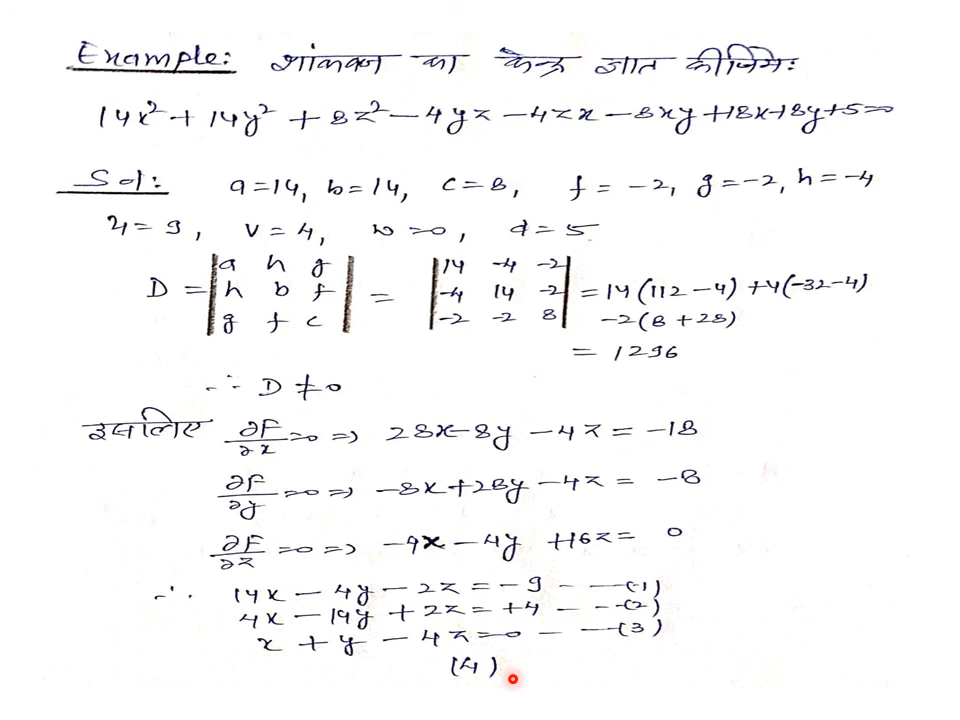 Example: शांकवज का केन्द्र ज्ञात कीजिये:
14x² + 14y² + 8z² - 4yz - 4zx - 8xy + 18x + 8y + 5 = 0
Sol: a = 14, b = 14, c = 8, f = -2, g = -2, h = -4
u = 9, v = 4, w = 0, d = 5
D = |a h g| = |14 -4 -2| = 14(112 - 4) + 4(-32 - 4)
|h b f| |-4 14 -2| -2(8 + 28)
|g f c| |-2 -2 8|
= 1296
∵ D ≠ 0
इसलिए ∂F/∂x = 0 => 28x - 8y - 4z = -18
∂F/∂y = 0 => -8x + 28y - 4z = -8
∂F/∂z = 0 => -4x - 4y + 16z = 0
∴ 14x - 4y - 2z = -9 - --- (1)
4x - 14y + 2z = +4 - -- (2)
x + y - 4z = 0 - --- (3)
(4)